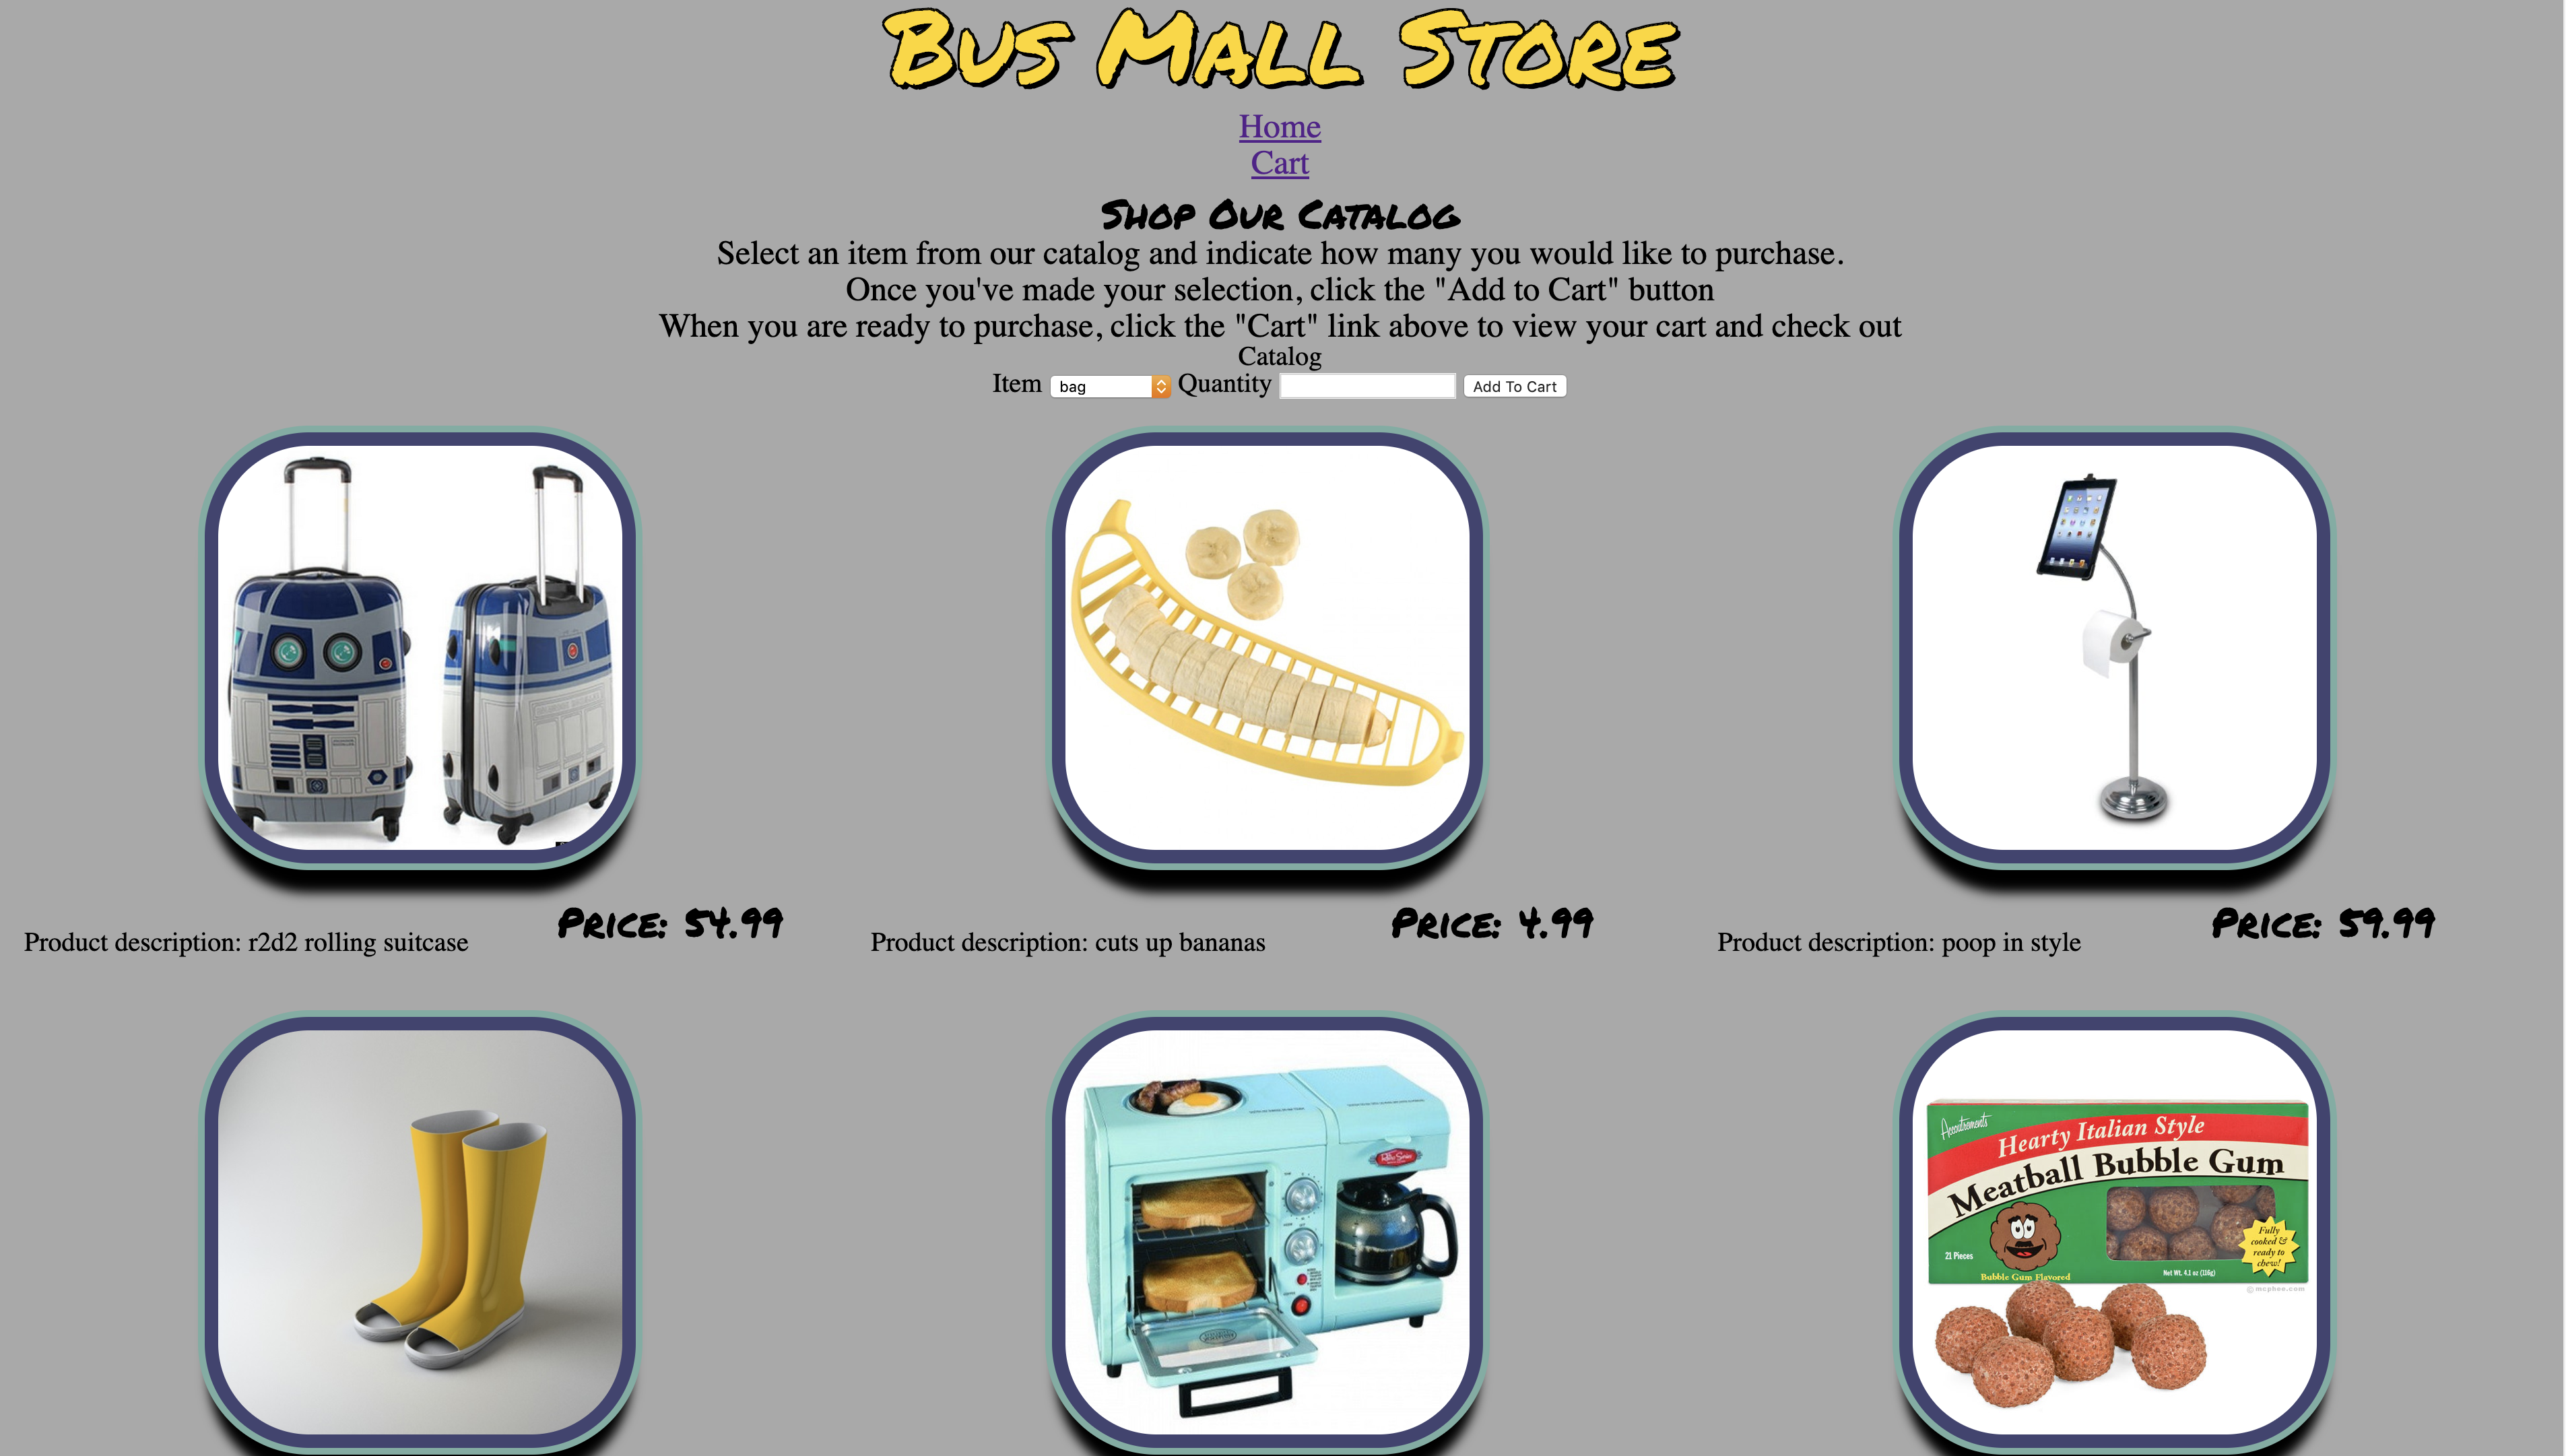 Bus Mall Store
Home
Cart
Shop Our Catalog
Select an item from our catalog and indicate how many you would like to purchase.
Once you've made your selection, click the "Add to Cart" button
When you are ready to purchase, click the "Cart" link above to view your cart and check out
Catalog
Item bag Quantity Add To Cart
Product description: r2d2 rolling suitcase
Price: 54.99
Product description: cuts up bananas
Price: 4.99
Product description: poop in style
Price: 59.99
Accoutrements
Hearty Italian Style
Meatball Bubble Gum
Fully
cooked &
ready to
chew!
21 Pieces
Bubble Gum Flavored
Net Wt. 4.1 oz (116g)
© mcphee.com